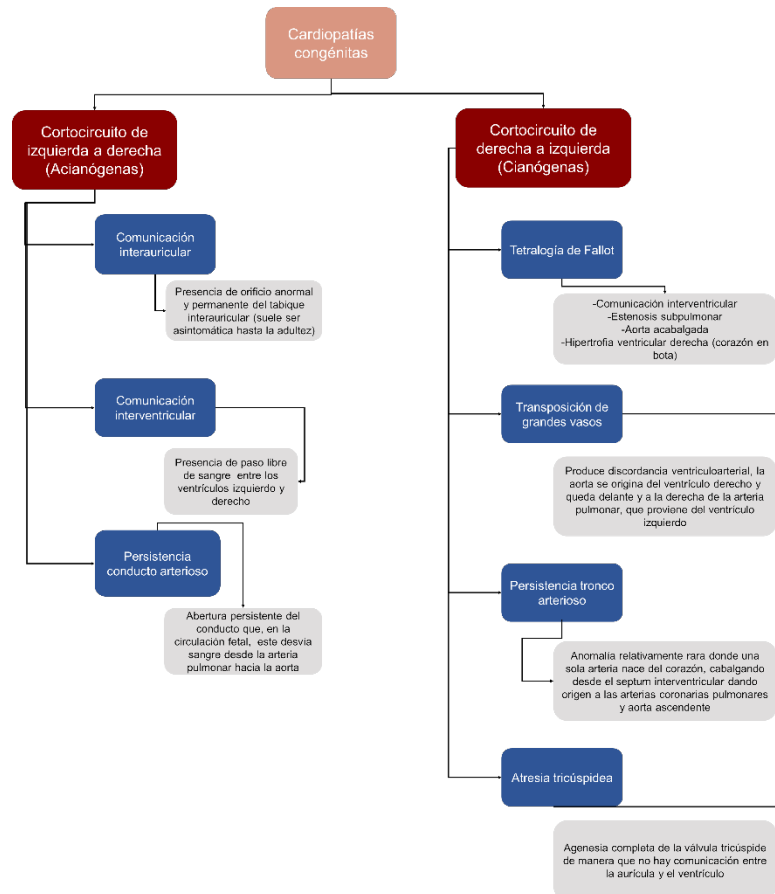 Cardiopatías
congénitas
Cortocircuito de
izquierda a derecha
(Acianógenas)
Comunicación
interauricular
Presencia de orificio anormal
y permanente del tabique
interauricular (suele ser
asintomática hasta la adultez)
Comunicación
interventricular
Presencia de paso libre
de sangre entre los
ventrículos izquierdo y
derecho
Persistencia
conducto arterioso
Abertura persistente del
conducto que, en la
circulación fetal, este desvia
sangre desde la arteria
pulmonar hacia la aorta
Cortocircuito de
derecha a izquierda
(Cianógenas)
Tetralogía de Fallot
-Comunicación interventricular
-Estenosis subpulmonar
-Aorta acabalgada
-Hipertrofia ventricular derecha (corazón en
bota)
Transposición de
grandes vasos
Produce discordancia ventriculoarterial, la
aorta se origina del ventrículo derecho y
queda delante y a la derecha de la arteria
pulmonar, que proviene del ventrículo
izquierdo
Persistencia tronco
arterioso
Anomalía relativamente rara donde una
sola arteria nace del corazón, cabalgando
desde el septum interventricular dando
origen a las arterias coronarias pulmonares
y aorta ascendente
Atresia tricúspidea
Agenesia completa de la válvula tricúspide
de manera que no hay comunicación entre
la aurícula y el ventrículo